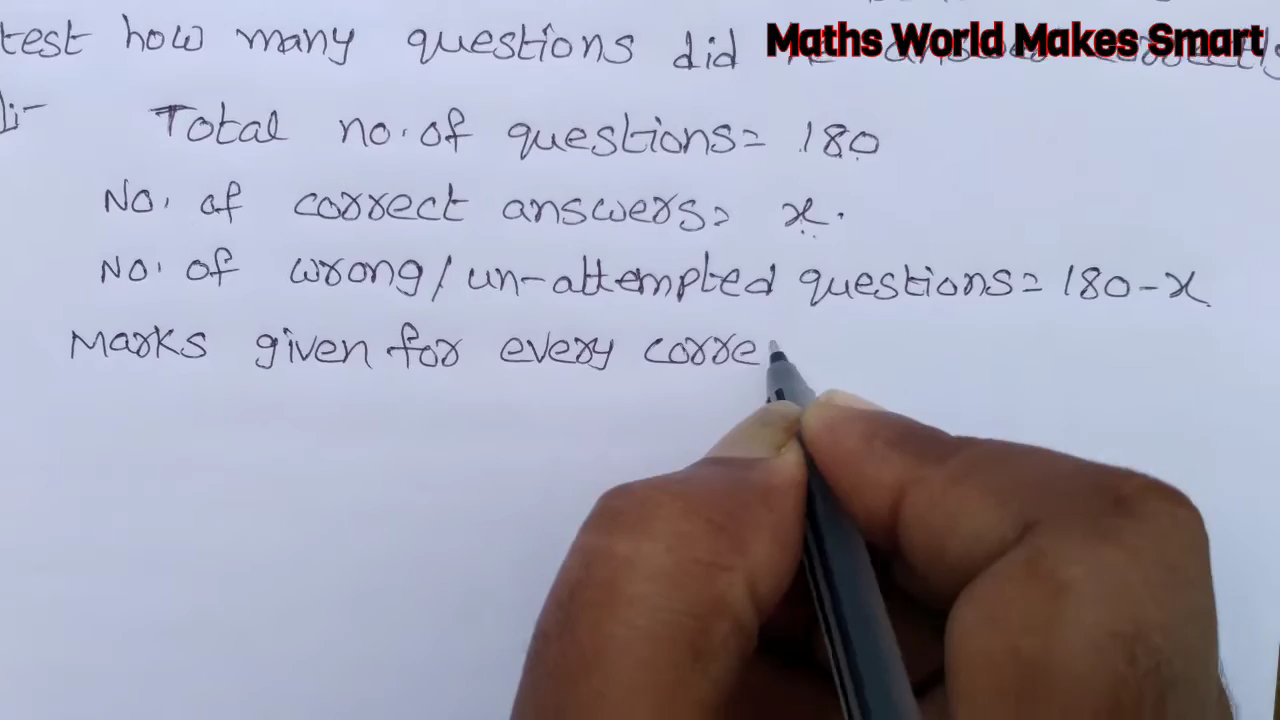 test how many questions did
Maths World Makes Smart
Total no. of questions = 180
No. of correct answers = x.
No. of wrong/un-attempted questions = 180-x
Marks given for every corre